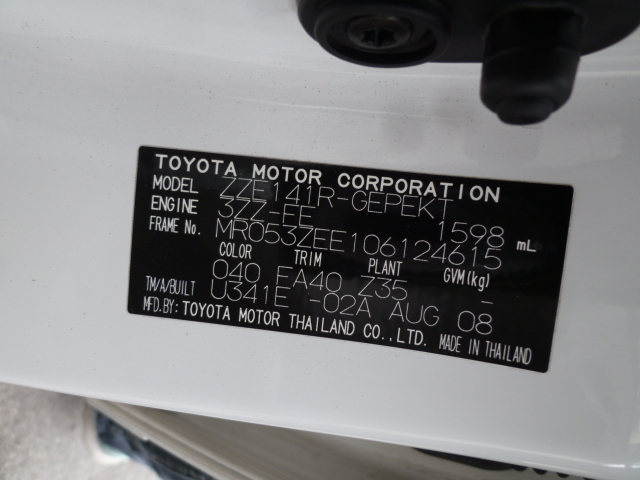 TOYOTA MOTOR CORPORATION
MODEL ZZE141R-GEPEKT
ENGINE 3ZZ-EE 1598 mL
FRAME No. MR053ZEE106124615
COLOR TRIM PLANT GVM(kg)
040 FA40 Z35 -
TM/A/BUILT U341E -02A AUG 08
MFD.BY: TOYOTA MOTOR THAILAND CO.,LTD. MADE IN THAILAND